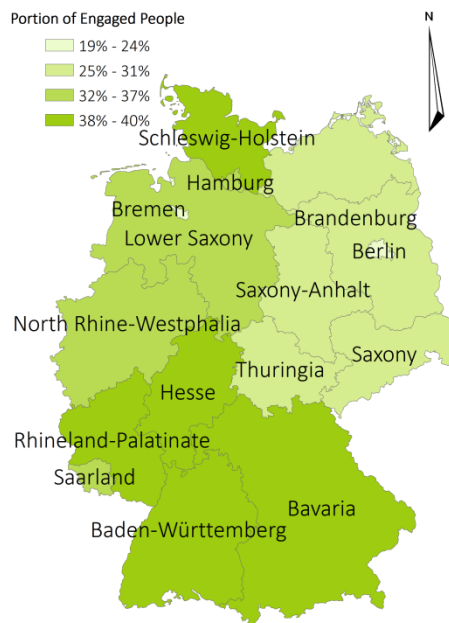 Portion of Engaged People
N
19% - 24%
25% - 31%
32% - 37%
38% - 40%
Schleswig-Holstein
Hamburg
Bremen
Brandenburg
Lower Saxony
Berlin
Saxony-Anhalt
North Rhine-Westphalia
Saxony
Thuringia
Hesse
Rhineland-Palatinate
Saarland
Bavaria
Baden-Württemberg